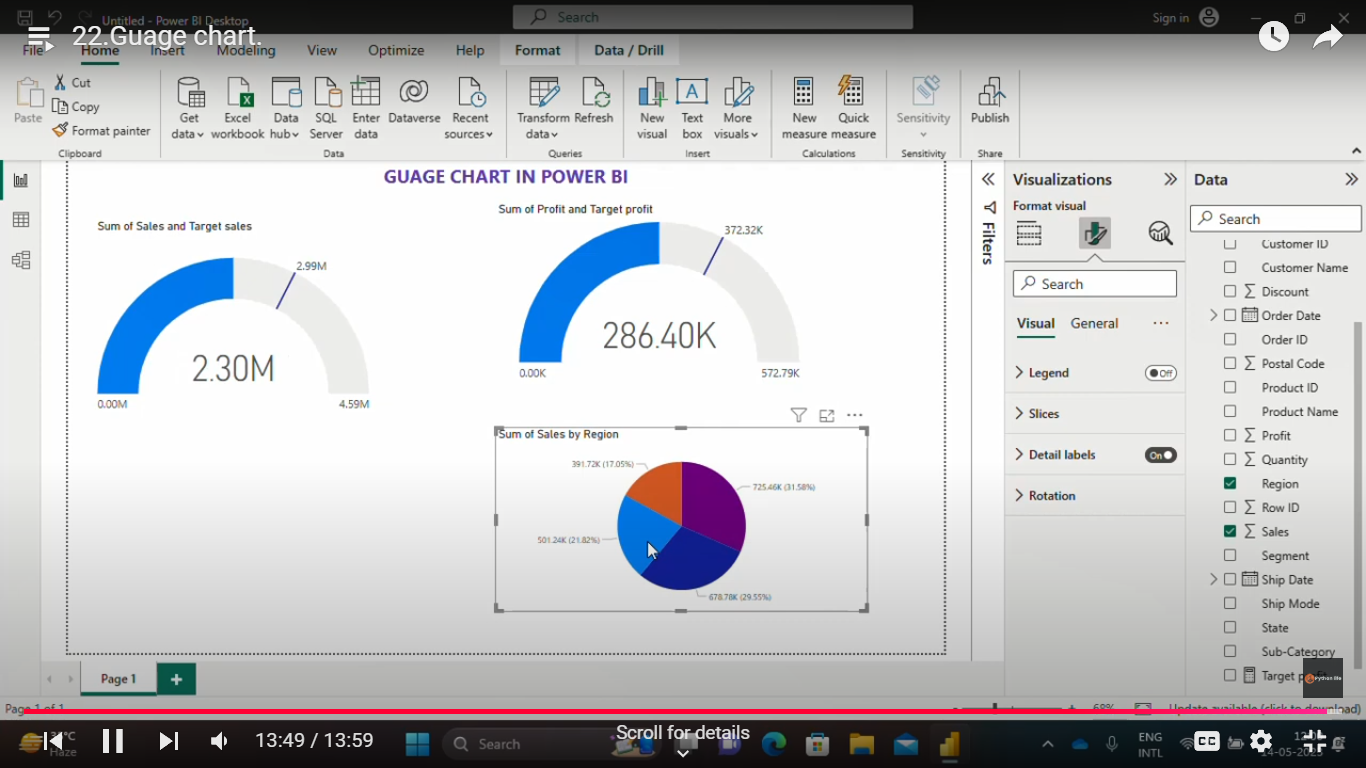 Untitled - Power BI Desktop
Search
Sign in
22.Guage chart.
File Home Insert Modeling View Optimize Help Format Data / Drill
Paste
Cut
Copy
Format painter
Clipboard
Get data
Excel workbook
Data hub
SQL Server
Enter data
Dataverse
Recent sources
Data
Transform data
Refresh
Queries
New visual
Text box
More visuals
Insert
New measure
Quick measure
Calculations
Sensitivity
Sensitivity
Publish
Share
GUAGE CHART IN POWER BI
Sum of Sales and Target sales
2.99M
2.30M
0.00M
4.59M
Sum of Profit and Target profit
372.32K
286.40K
0.00K
572.79K
Sum of Sales by Region
391.72K (17.05%)
725.46K (31.58%)
501.24K (21.82%)
678.78K (29.55%)
Filters
Visualizations
Format visual
Search
Visual General
Legend Off
Slices
Detail labels On
Rotation
Data
Search
Customer ID
Customer Name
Discount
Order Date
Order ID
Postal Code
Product ID
Product Name
Profit
Quantity
Region
Row ID
Sales
Segment
Ship Date
Ship Mode
State
Sub-Category
Target
Python life
Page 1
Page 1 of 1
68%
Update available (click to download)
Haze
13:49 / 13:59
Search
Scroll for details
ENG
INTL
CC
14-05-2023